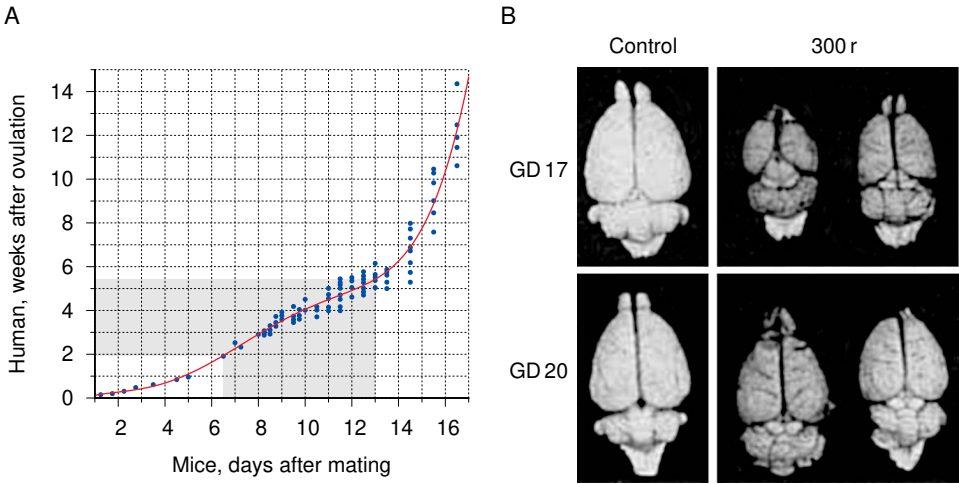 A
Human, weeks after ovulation
14
12
10
8
6
4
2
0
2 4 6 8 10 12 14 16
Mice, days after mating
B
Control 300 r
GD 17
GD 20